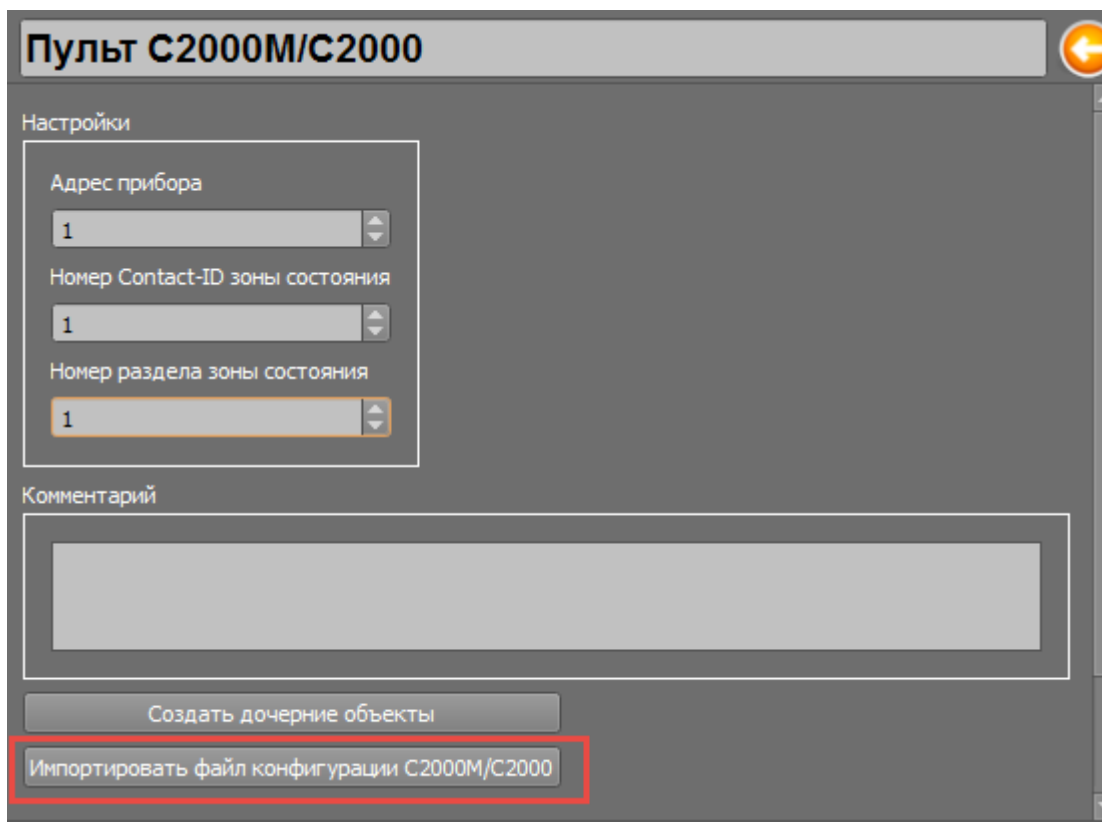 Пульт С2000М/С2000
Настройки
Адрес прибора
1
Номер Contact-ID зоны состояния
1
Номер раздела зоны состояния
1
Комментарий
Создать дочерние объекты
Импортировать файл конфигурации С2000М/С2000